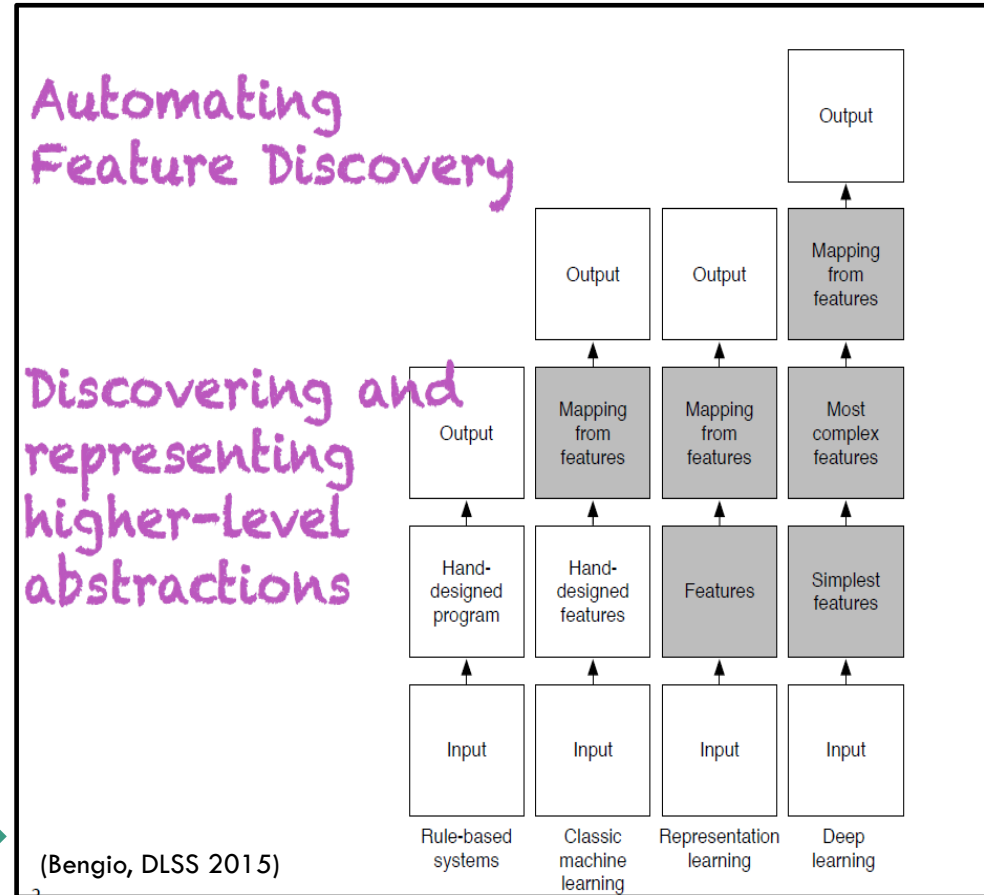 Automating
Feature Discovery
Discovering and
representing
higher-level
abstractions
Output
Hand-
designed
program
Input
Rule-based
systems
Output
Mapping
from
features
Hand-
designed
features
Input
Classic
machine
learning
Output
Mapping
from
features
Features
Input
Representation
learning
Output
Mapping
from
features
Most
complex
features
Simplest
features
Input
Deep
learning
(Bengio, DLSS 2015)